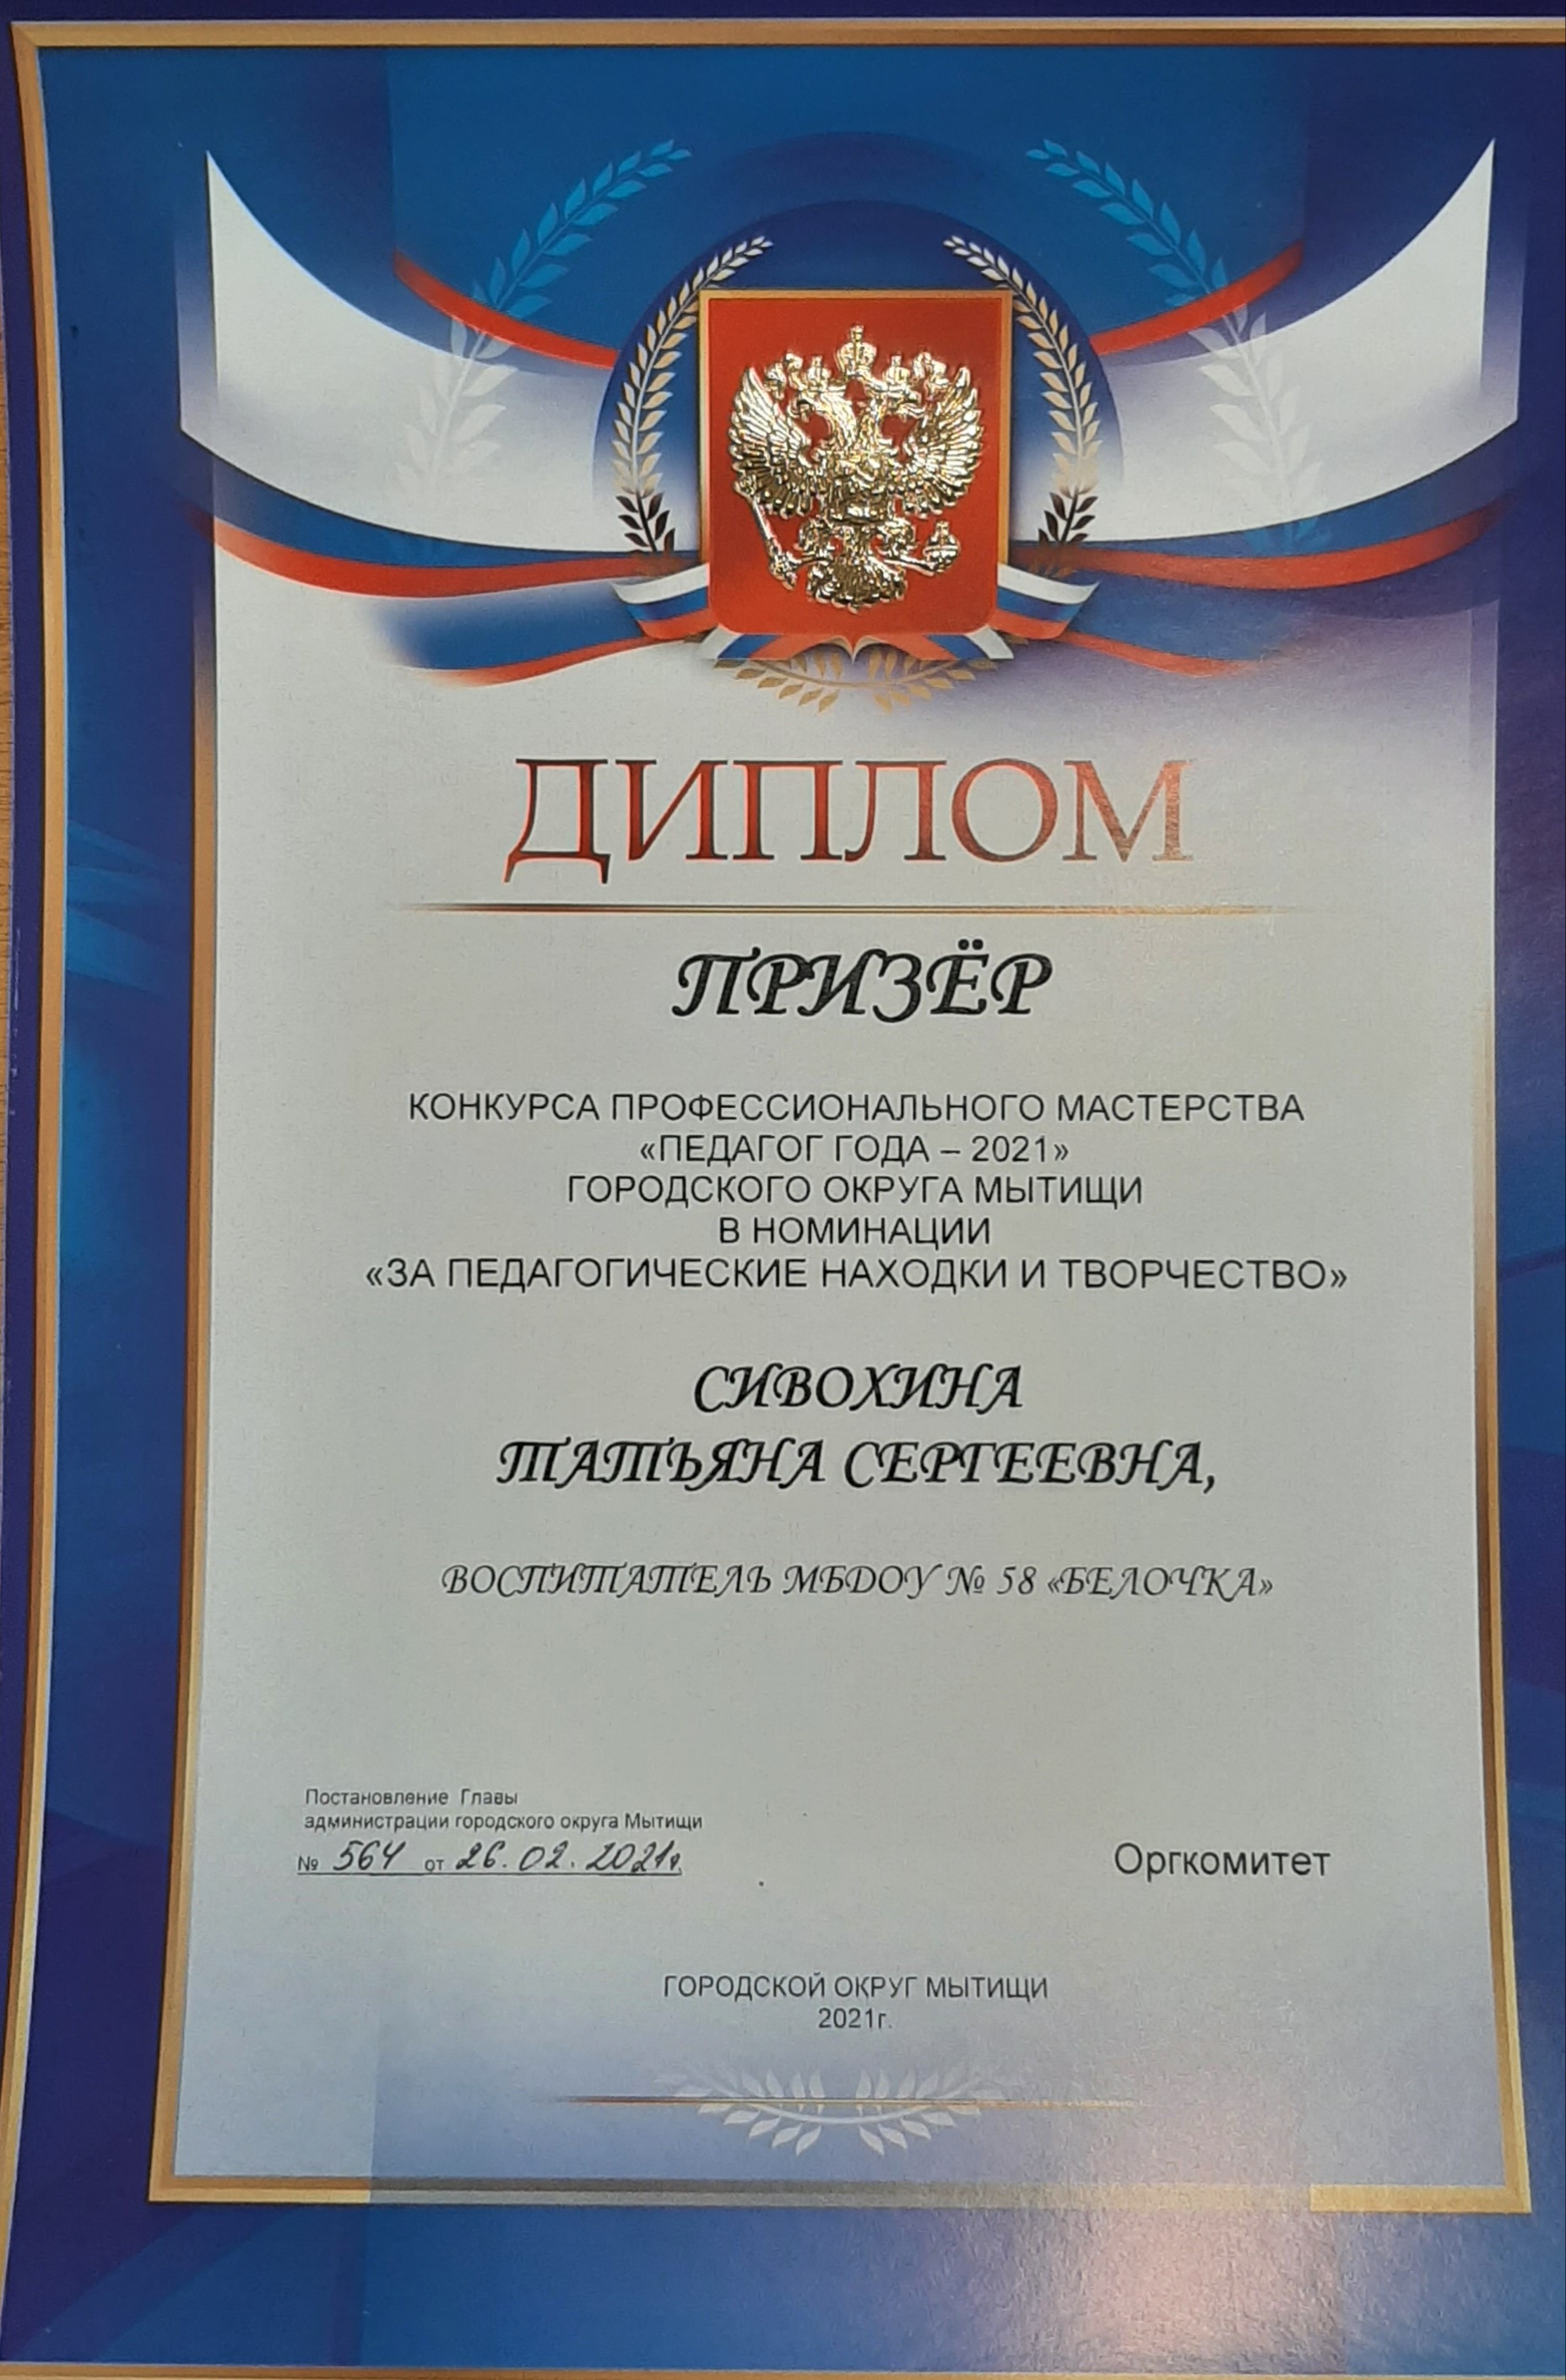 ДИПЛОМ
ПРИЗЁР
КОНКУРСА ПРОФЕССИОНАЛЬНОГО МАСТЕРСТВА
«ПЕДАГОГ ГОДА – 2021»
ГОРОДСКОГО ОКРУГА МЫТИЩИ
В НОМИНАЦИИ
«ЗА ПЕДАГОГИЧЕСКИЕ НАХОДКИ И ТВОРЧЕСТВО»
СИВОХИНА
ТАТЬЯНА СЕРГЕЕВНА,
ВОСПИТАТЕЛЬ МБДОУ № 58 «БЕЛОЧКА»
Постановление Главы
администрации городского округа Мытищи
№ 564 от 26.02.2021г.
Оргкомитет
ГОРОДСКОЙ ОКРУГ МЫТИЩИ
2021г.